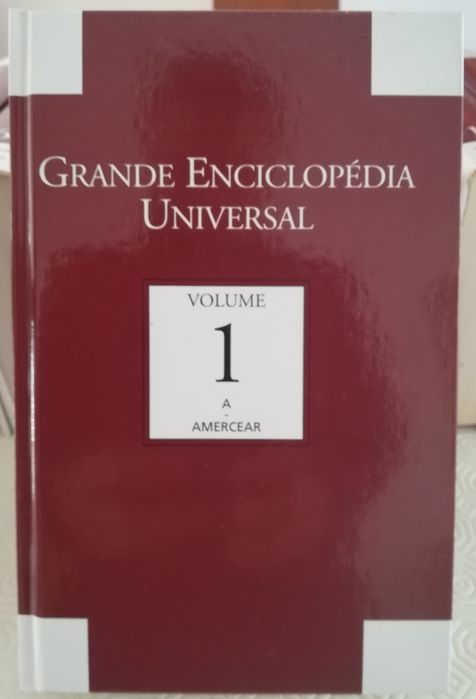 GRANDE ENCICLOPÉDIA
UNIVERSAL
VOLUME
1
A
-
AMERCEAR